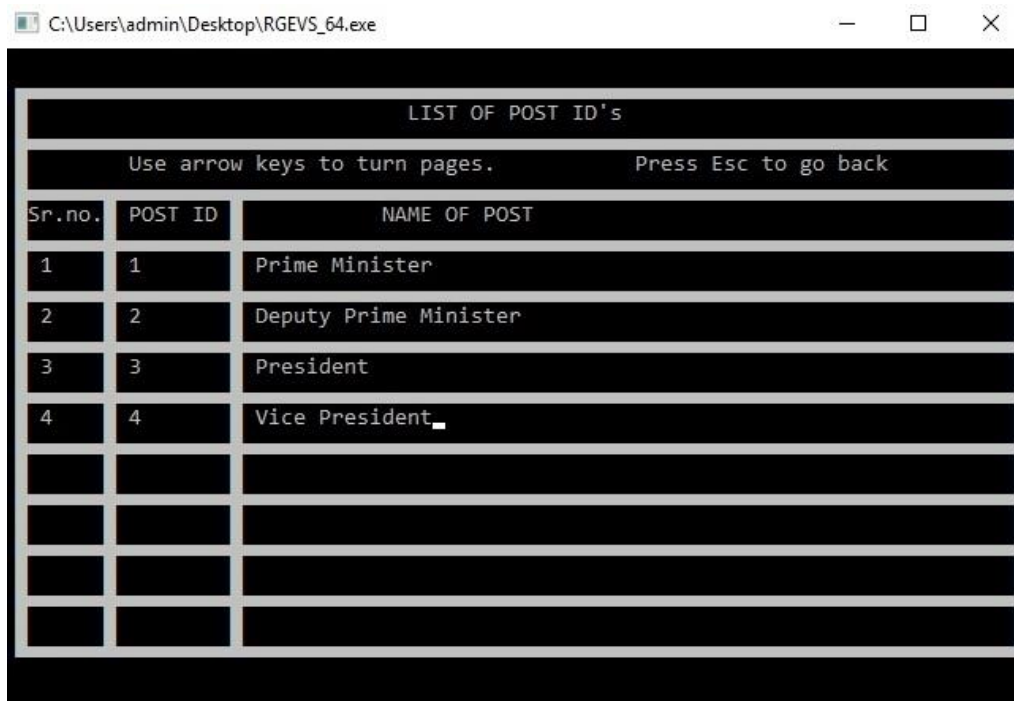 C:\Users\admin\Desktop\RGEVS_64.exe
LIST OF POST ID's
Use arrow keys to turn pages. Press Esc to go back
Sr.no. POST ID NAME OF POST
1 1 Prime Minister
2 2 Deputy Prime Minister
3 3 President
4 4 Vice President